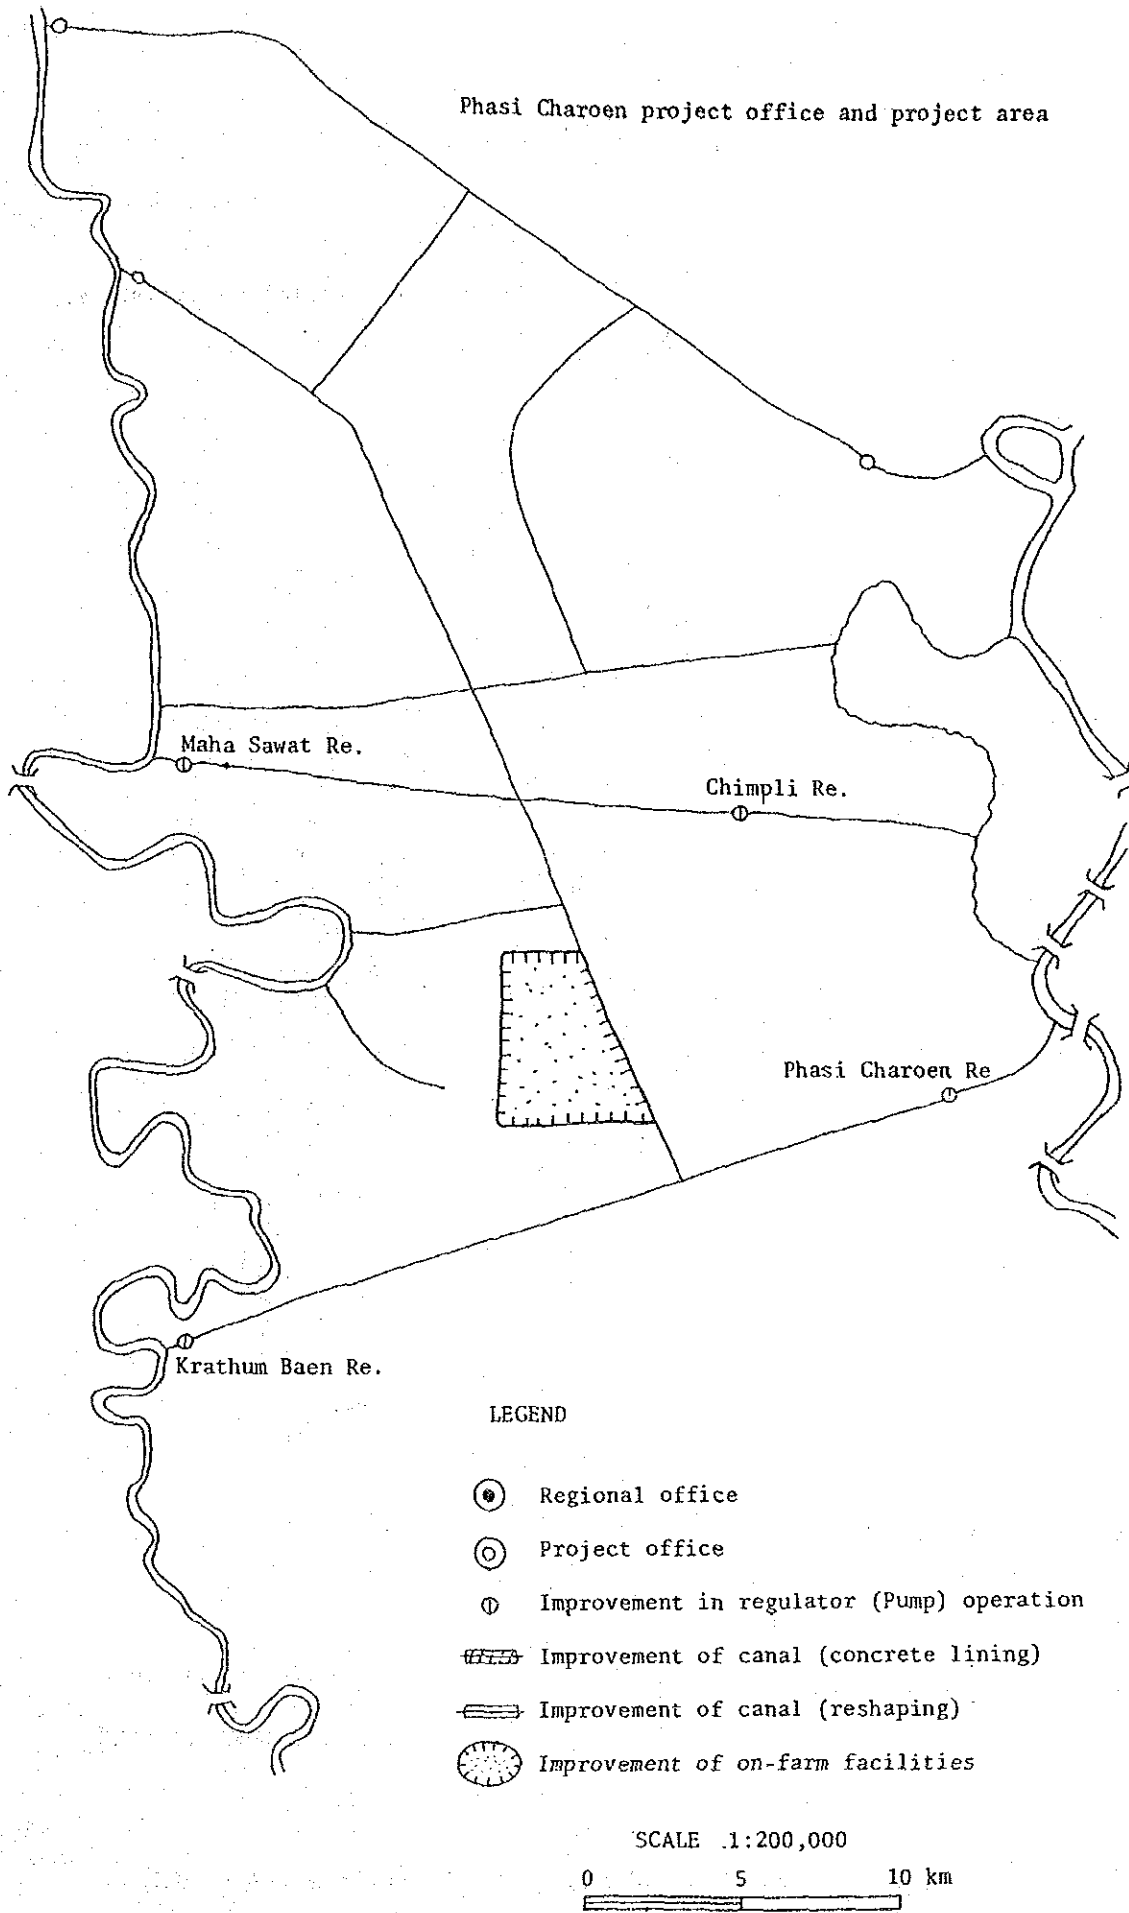 Phasi Charoen project office and project area
Maha Sawat Re.
Chimpli Re.
Phasi Charoen Re
Krathum Baen Re.
LEGEND
Regional office
Project office
Improvement in regulator (Pump) operation
Improvement of canal (concrete lining)
Improvement of canal (reshaping)
Improvement of on-farm facilities
SCALE 1:200,000
0 5 10 km